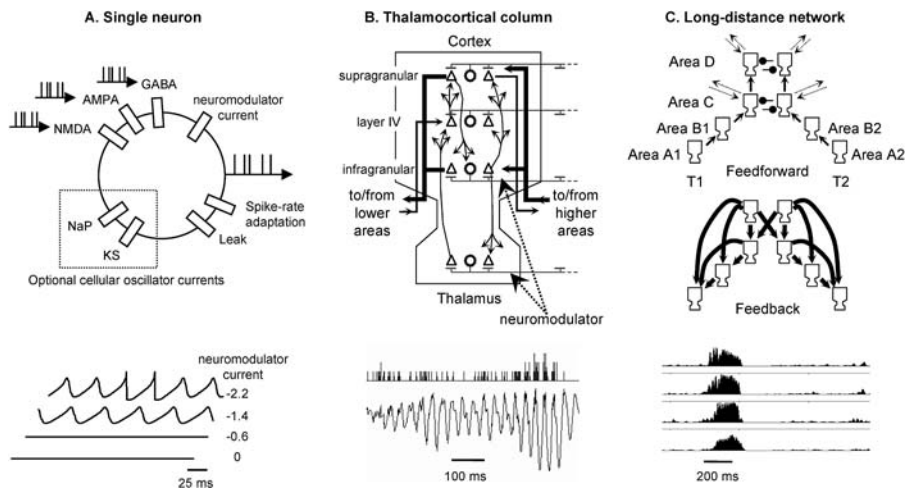 A. Single neuron
GABA
AMPA
NMDA
neuromodulator
current
Spike-rate
adaptation
NaP
KS
Leak
Optional cellular oscillator currents
neuromodulator
current
-2.2
-1.4
-0.6
0
25 ms
B. Thalamocortical column
Cortex
supragranular
layer IV
infragranular
to/from
lower
areas
to/from
higher
areas
Thalamus
neuromodulator
100 ms
C. Long-distance network
Area D
Area C
Area B1
Area B2
Area A1
Area A2
T1
Feedforward
T2
Feedback
200 ms